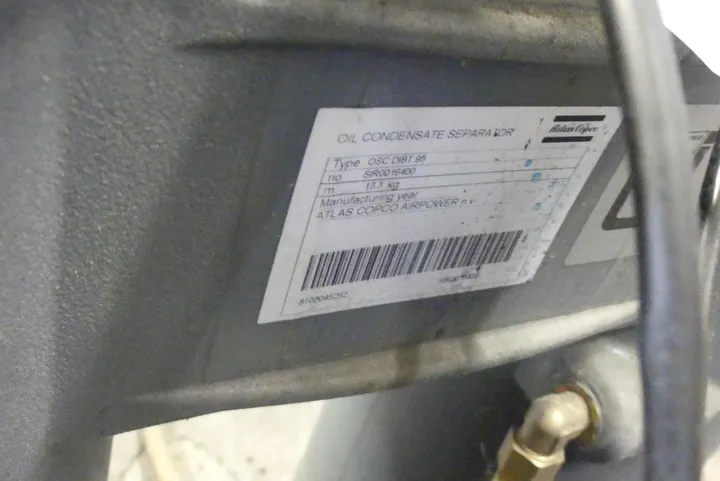 OIL CONDENSATE SEPARATOR
Atlas Copco
Type OSC DIBT 95
no SIR0016400
m 13.3 kg
Manufacturing year
ATLAS COPCO AIRPOWER n.v
SIR0016400